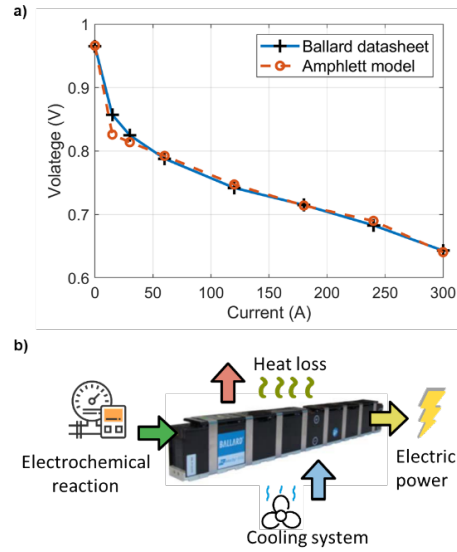 a)
1
0.9
0.8
0.7
0.6
Volatege (V)
Ballard datasheet
Amphlett model
0 50 100 150 200 250 300
Current (A)
b)
Heat loss
BALLARD
Electrochemical
reaction
Electric
power
Cooling system